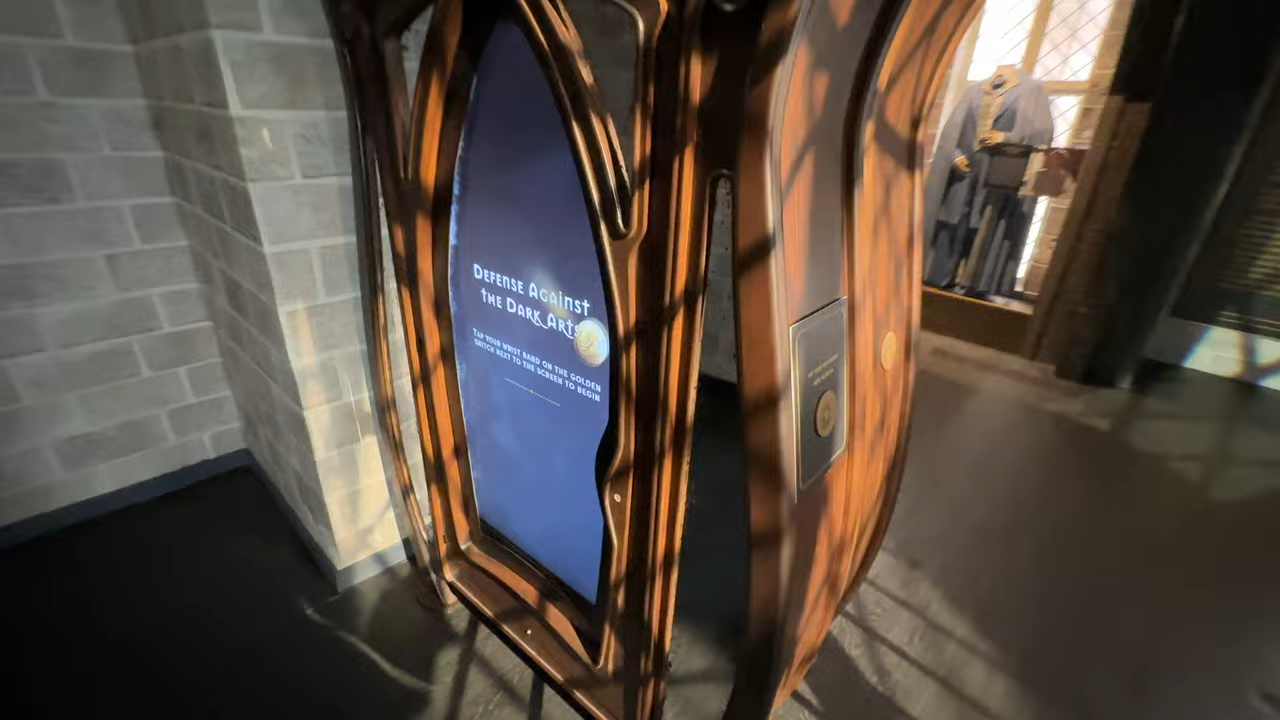 Defense Against
the Dark Arts
Tap your wrist band on the golden
snitch next to the screen to begin